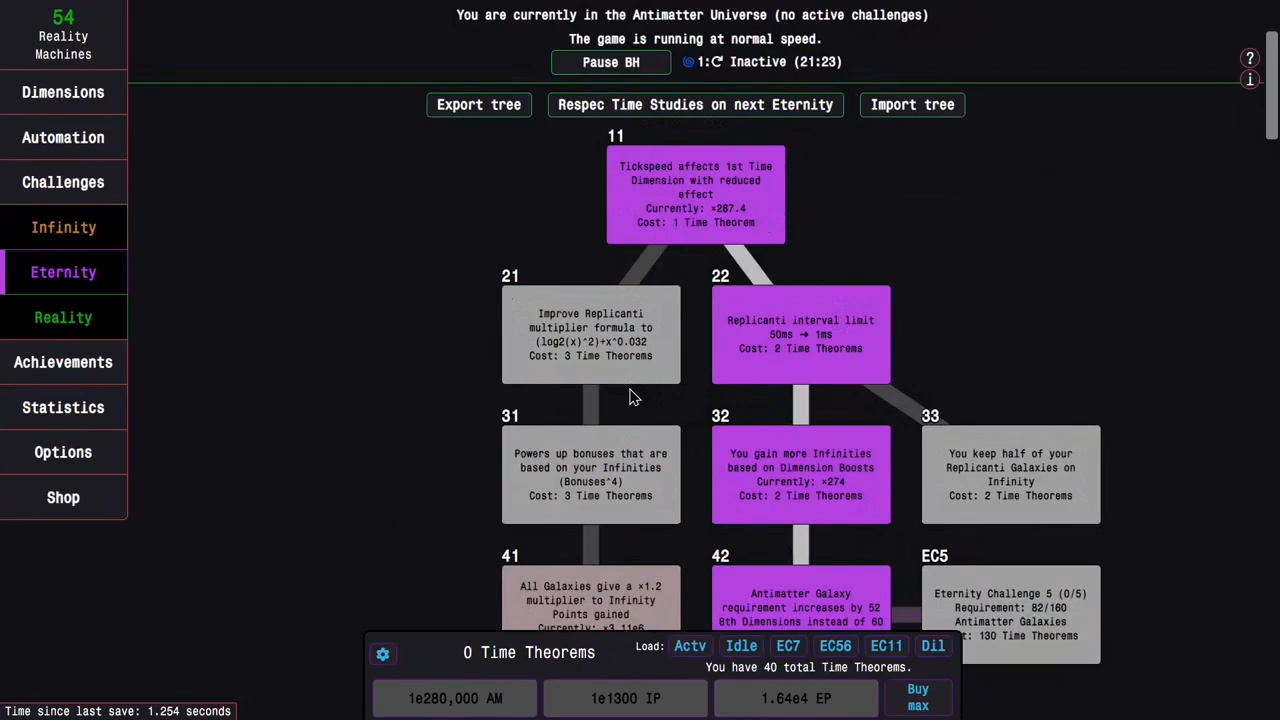 54
Reality
Machines
Dimensions
Automation
Challenges
Infinity
Eternity
Reality
Achievements
Statistics
Options
Shop
Time since last save: 1.254 seconds
You are currently in the Antimatter Universe (no active challenges)
The game is running at normal speed.
Pause BH
1: Inactive (21:23)
?
i
Export tree
Respec Time Studies on next Eternity
Import tree
11
Tickspeed affects 1st Time
Dimension with reduced
effect
Currently: ×287.4
Cost: 1 Time Theorem
21
Improve Replicanti
multiplier formula to
(log2(x)^2)+x^0.032
Cost: 3 Time Theorems
22
Replicanti interval limit
50ms → 1ms
Cost: 2 Time Theorems
31
Powers up bonuses that are
based on your Infinities
(Bonuses^4)
Cost: 3 Time Theorems
32
You gain more Infinities
based on Dimension Boosts
Currently: ×274
Cost: 2 Time Theorems
33
You keep half of your
Replicanti Galaxies on
Infinity
Cost: 2 Time Theorems
41
All Galaxies give a ×1.2
multiplier to Infinity
Points gained
Currently: ×3.11e6
42
Antimatter Galaxy
requirement increases by 52
8th Dimensions instead of 60
EC5
Eternity Challenge 5 (0/5)
Requirement: 82/160
Antimatter Galaxies
t: 130 Time Theorems
0 Time Theorems
Load: Actv Idle EC7 EC56 EC11 Dil
You have 40 total Time Theorems.
1e280,000 AM
1e1300 IP
1.64e4 EP
Buy
max